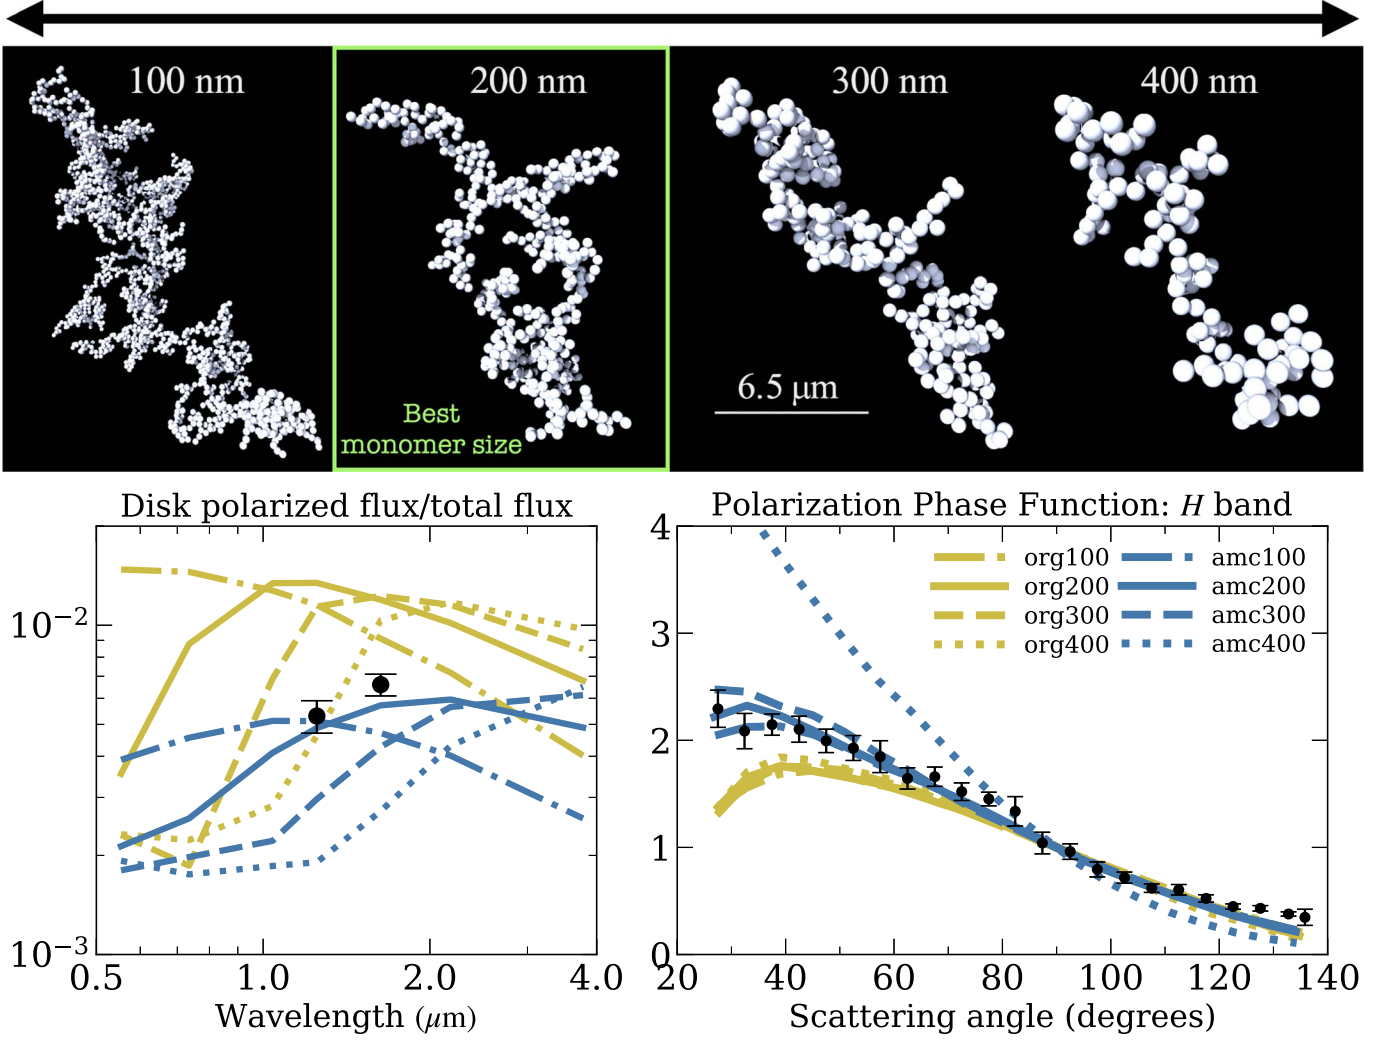 100 nm
200 nm
300 nm
400 nm
6.5 μm
Best
monomer size
Disk polarized flux/total flux
10⁻²
10⁻³
0.5 1.0 2.0 4.0
Wavelength (μm)
Polarization Phase Function: H band
4
3
2
1
0
org100 amc100
org200 amc200
org300 amc300
org400 amc400
20 40 60 80 100 120 140
Scattering angle (degrees)